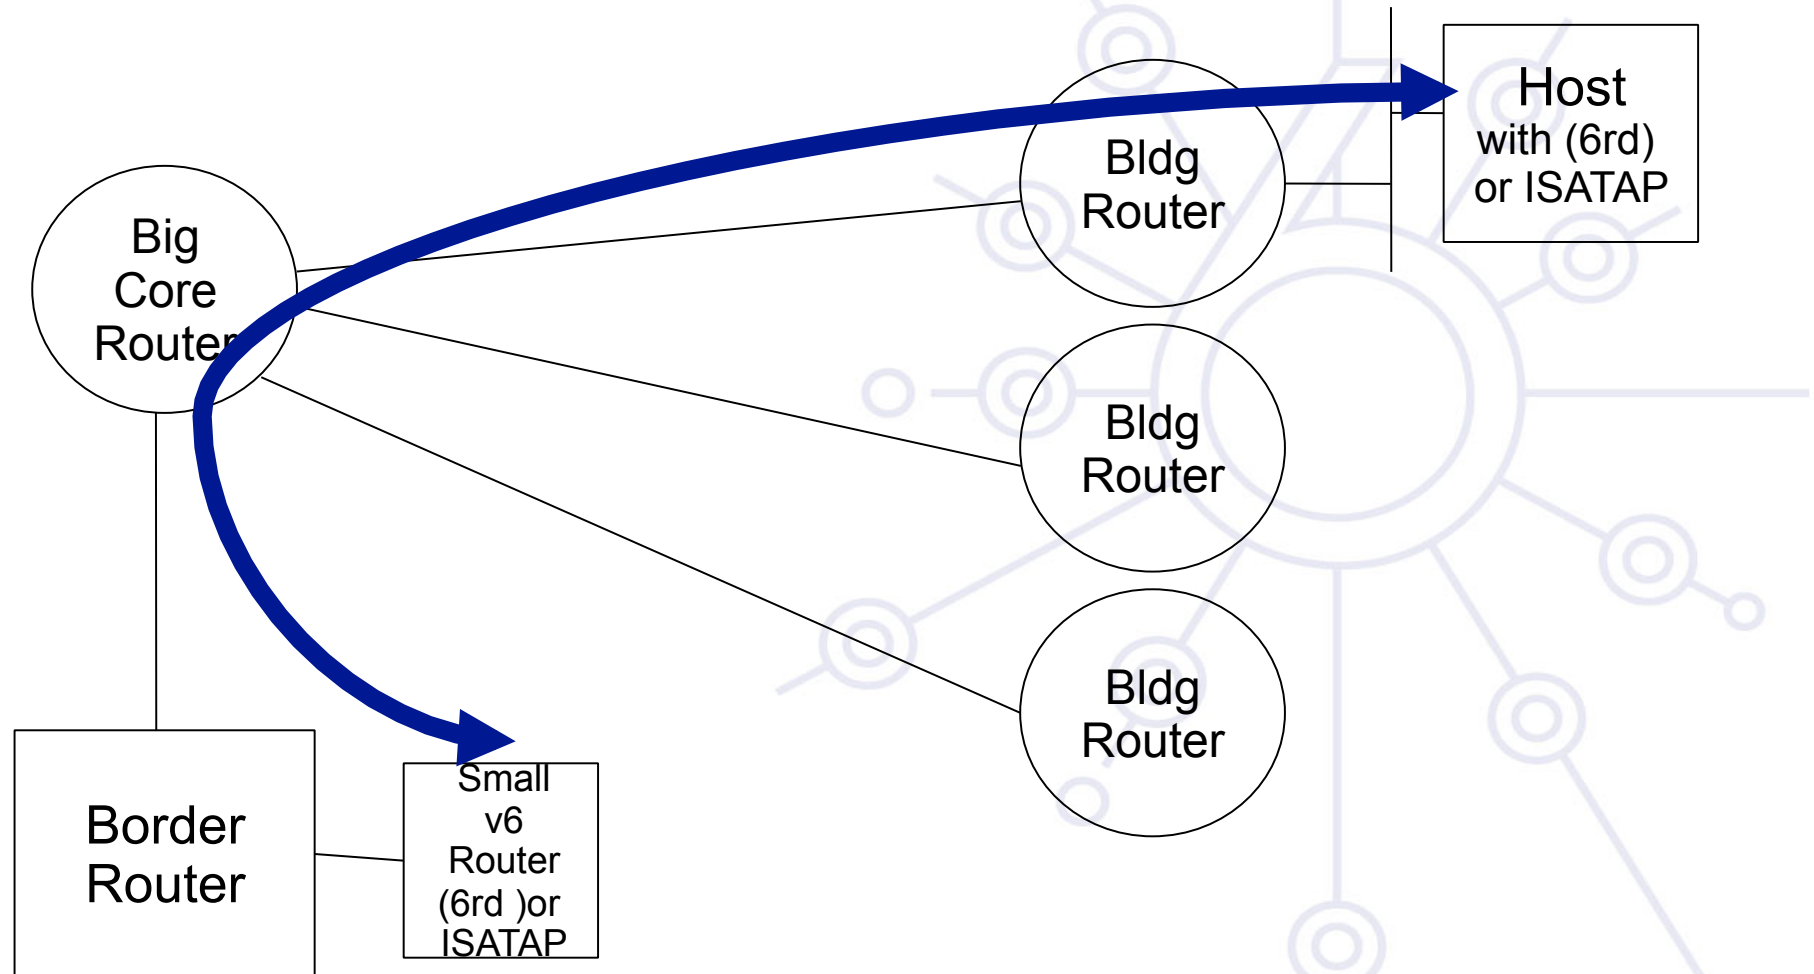 Host
with (6rd)
or ISATAP
Bldg
Router
Big
Core
Router
Bldg
Router
Bldg
Router
Border
Router
Small
v6
Router
(6rd )or
ISATAP